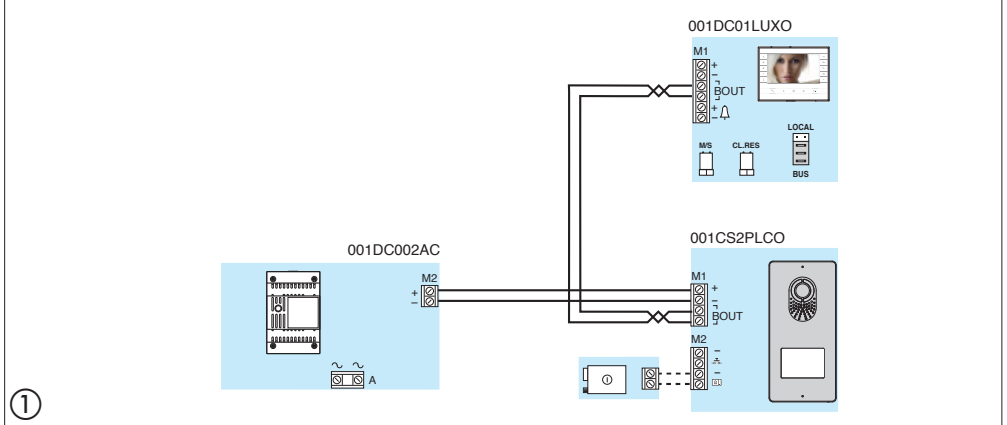 001DC01LUXO
M1
+
–
BOUT
+
–
LOCAL
M/S CL.RES
BUS
001CS2PLCO
001DC002AC
M2
+
–
M1
+
–
BOUT
M2
–
–
A
1